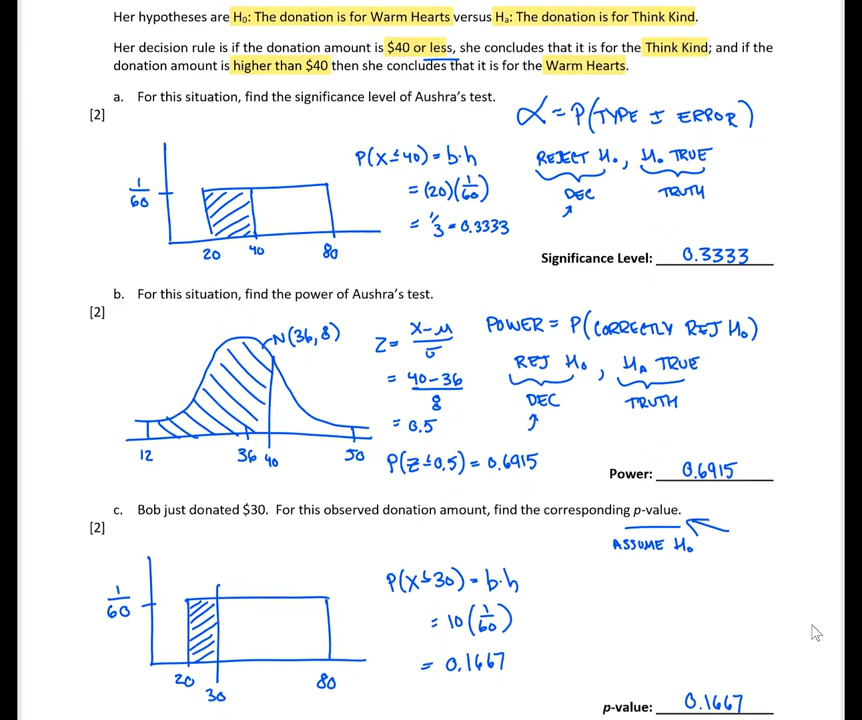 Her hypotheses are H₀: The donation is for Warm Hearts versus Hₐ: The donation is for Think Kind.
Her decision rule is if the donation amount is $40 or less, she concludes that it is for the Think Kind; and if the
donation amount is higher than $40 then she concludes that it is for the Warm Hearts.
a. For this situation, find the significance level of Aushra's test.
[2]
α = P(TYPE I ERROR)
REJECT H₀, H₀ TRUE
DEC TRUTH
P(X≤40) = b·h
= (20)(1/60)
= 1/3 = 0.3333
1/60
20 40 80
Significance Level: 0.3333
b. For this situation, find the power of Aushra's test.
[2]
N(36,8)
Z = X-μ/σ
= 40-36/8
= 0.5
P(Z≤0.5) = 0.6915
POWER = P(CORRECTLY REJ H₀)
REJ H₀, HA TRUE
DEC TRUTH
12 36 40 50
Power: 0.6915
c. Bob just donated $30. For this observed donation amount, find the corresponding p-value.
[2]
ASSUME H₀
P(X≤30) = b·h
= 10(1/60)
= 0.1667
1/60
20 30 80
p-value: 0.1667